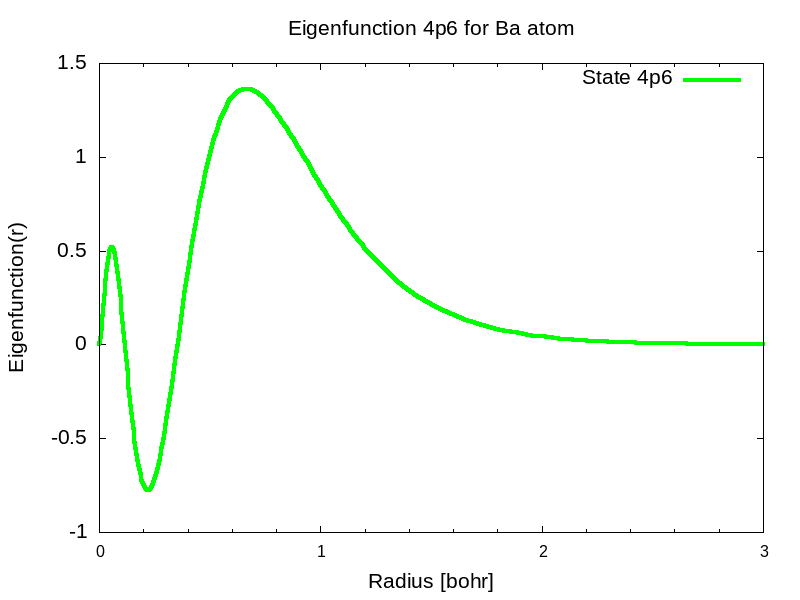 Eigenfunction 4p6 for Ba atom
State 4p6
1.5
1
0.5
0
-0.5
-1
Eigenfunction(r)
0 1 2 3
Radius [bohr]